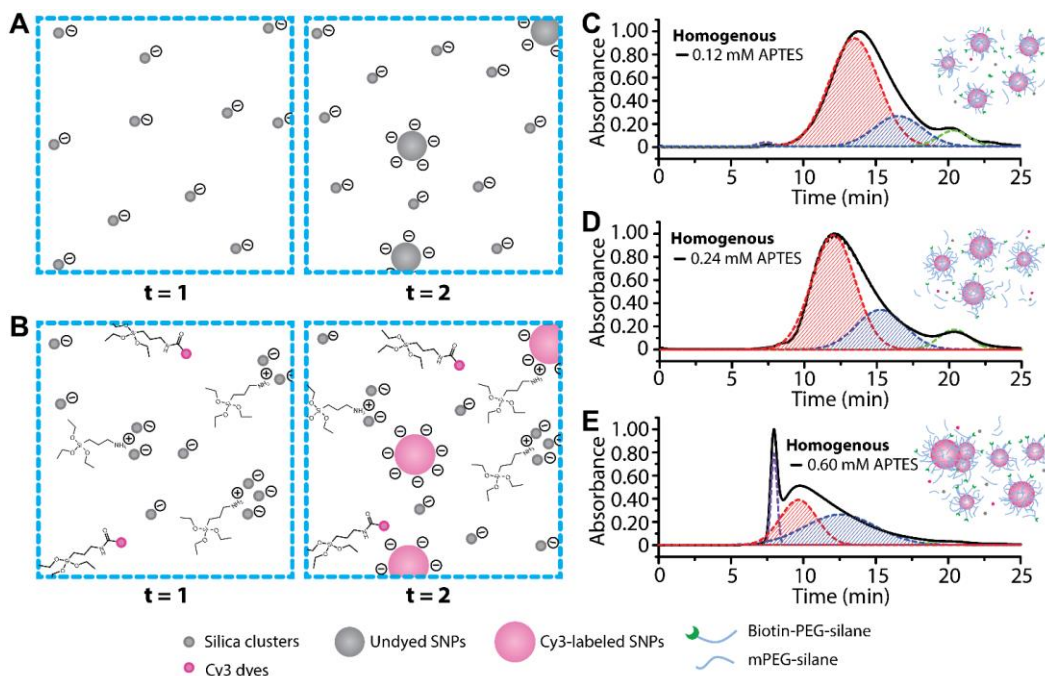 A
t = 1
t = 2
B
t = 1
t = 2
Silica clusters
Cy3 dyes
Undyed SNPs
Cy3-labeled SNPs
Biotin-PEG-silane
mPEG-silane
C
Homogenous
0.12 mM APTES
Absorbance
1.00
0.80
0.60
0.40
0.20
0
0 5 10 15 20 25
Time (min)
D
Homogenous
0.24 mM APTES
Absorbance
1.00
0.80
0.60
0.40
0.20
0
0 5 10 15 20 25
Time (min)
E
Homogenous
0.60 mM APTES
Absorbance
1.00
0.80
0.60
0.40
0.20
0
0 5 10 15 20 25
Time (min)